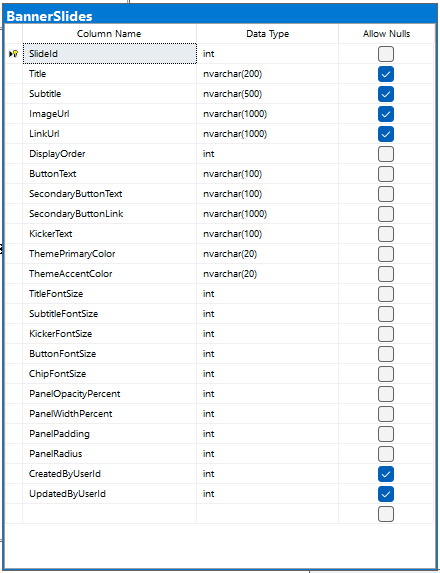 BannerSlides
Column Name Data Type Allow Nulls
SlideId int
Title nvarchar(200)
Subtitle nvarchar(500)
ImageUrl nvarchar(1000)
LinkUrl nvarchar(1000)
DisplayOrder int
ButtonText nvarchar(100)
SecondaryButtonText nvarchar(100)
SecondaryButtonLink nvarchar(1000)
KickerText nvarchar(100)
ThemePrimaryColor nvarchar(20)
ThemeAccentColor nvarchar(20)
TitleFontSize int
SubtitleFontSize int
KickerFontSize int
ButtonFontSize int
ChipFontSize int
PanelOpacityPercent int
PanelWidthPercent int
PanelPadding int
PanelRadius int
CreatedByUserId int
UpdatedByUserId int